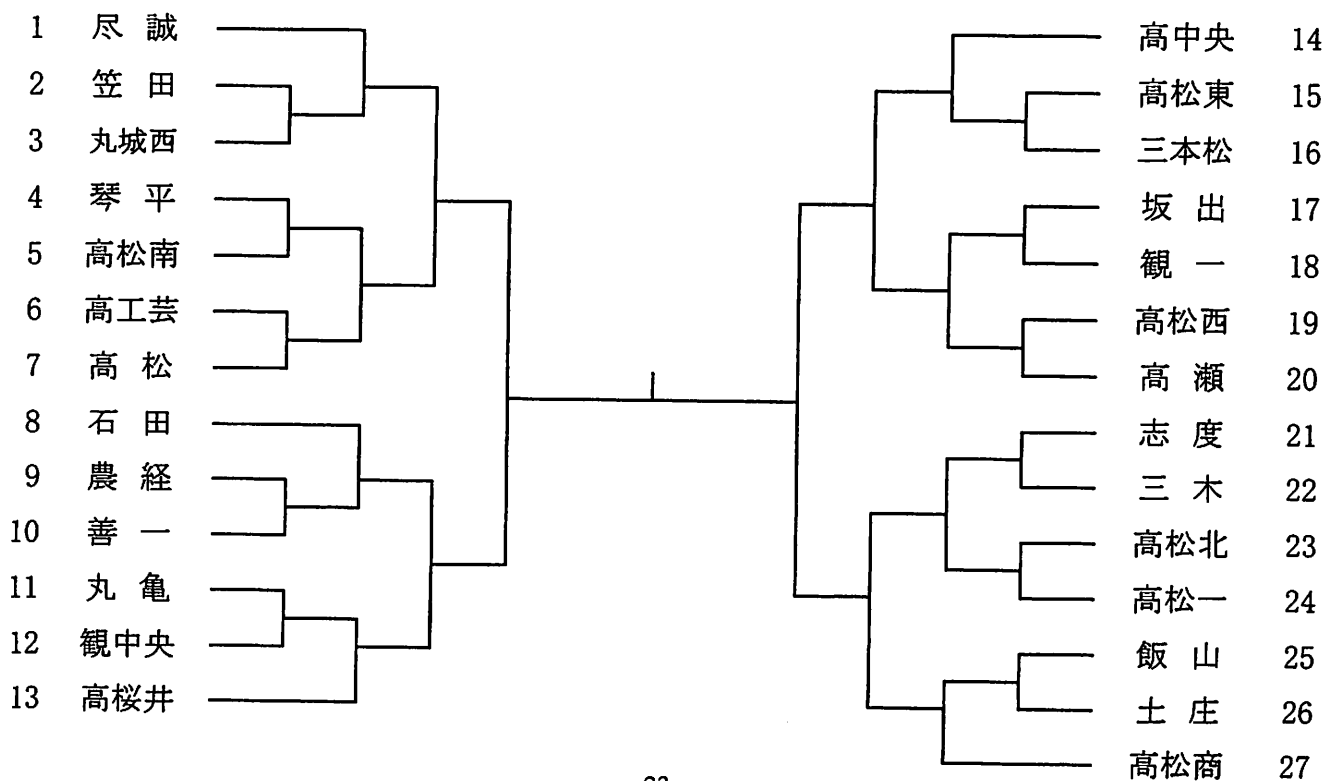 1 尽誠
2 笠田
3 丸城西
4 琴平
5 高松南
6 高工芸
7 高松
8 石田
9 農経
10 善一
11 丸亀
12 観中央
13 高桜井
高中央 14
高松東 15
三本松 16
坂出 17
観一 18
高松西 19
高瀬 20
志度 21
三木 22
高松北 23
高松一 24
飯山 25
土庄 26
高松商 27